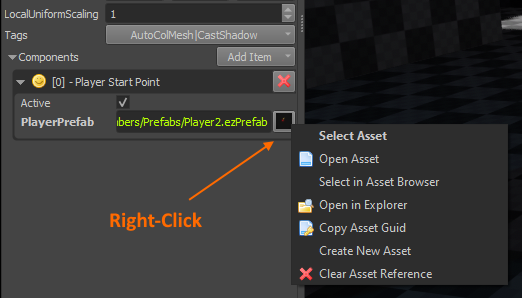 LocalUniformScaling 1
Tags AutoColMesh|CastShadow
Components Add Item
[0] - Player Start Point
Active
PlayerPrefab bers/Prefabs/Player2.ezPrefab
Select Asset
Open Asset
Select in Asset Browser
Open in Explorer
Copy Asset Guid
Create New Asset
Clear Asset Reference
Right-Click